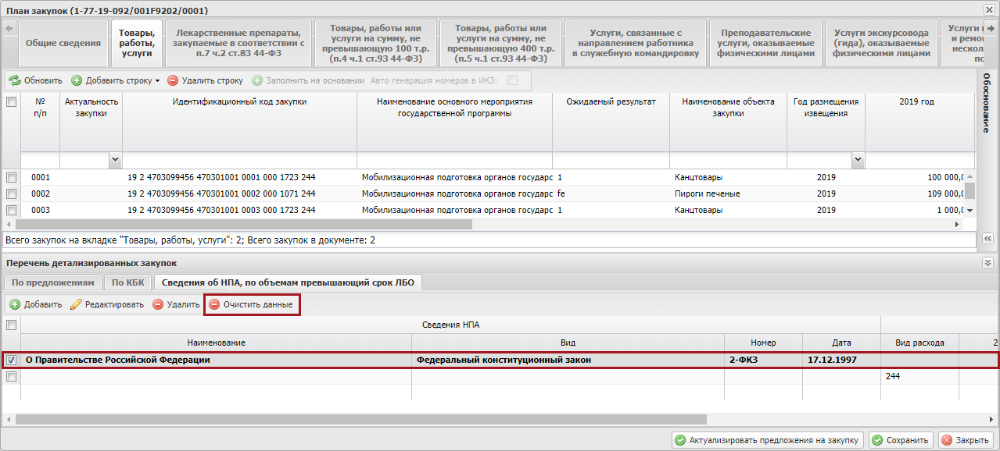 План закупок (1-77-19-092/001F9202/0001)
Общие сведения
Товары, работы, услуги
Лекарственные препараты, закупаемые в соответствии с п.7 ч.2 ст.83 44-ФЗ
Товары, работы или услуги на сумму, не превышающую 100 т.р. (п.4 ч.1 ст.93 44-ФЗ)
Товары, работы или услуги на сумму, не превышающую 400 т.р. (п.5 ч.1 ст.93 44-ФЗ)
Услуги, связанные с направлением работника в служебную командировку
Преподавательские услуги, оказываемые физическими лицами
Услуги экскурсовода (гида), оказываемые физическими лицами
Услуги
и ремо
нескол
по
Обновить Добавить строку Удалить строку Заполнить на основании Авто генерация номеров в ИКЗ:
Обоснование
№ п/п Актуальность закупки Идентификационный код закупки Наименование основного мероприятия государственной программы Ожидаемый результат Наименование объекта закупки Год размещения извещения 2019 год
0001 19 2 4703099456 470301001 0001 000 1723 244 Мобилизационная подготовка органов государс 1 Канцтовары 2019 100 000,0
0002 19 2 4703099456 470301001 0002 000 1071 244 Мобилизационная подготовка органов государс fe Пироги печеные 2019 109 000,0
0003 19 2 4703099456 470301001 0003 000 1723 244 Мобилизационная подготовка органов государс 1 Канцтовары 2019 1 000,0
Всего закупок на вкладке "Товары, работы, услуги": 2; Всего закупок в документе: 2
Перечень детализированных закупок
По предложениям По КБК Сведения об НПА, по объемам превышающий срок ЛБО
Добавить Редактировать Удалить Очистить данные
Сведения НПА
Наименование Вид Номер Дата Вид расхода 2
О Правительстве Российской Федерации Федеральный конституционный закон 2-ФКЗ 17.12.1997
244
Актуализировать предложения на закупку Сохранить Закрыть